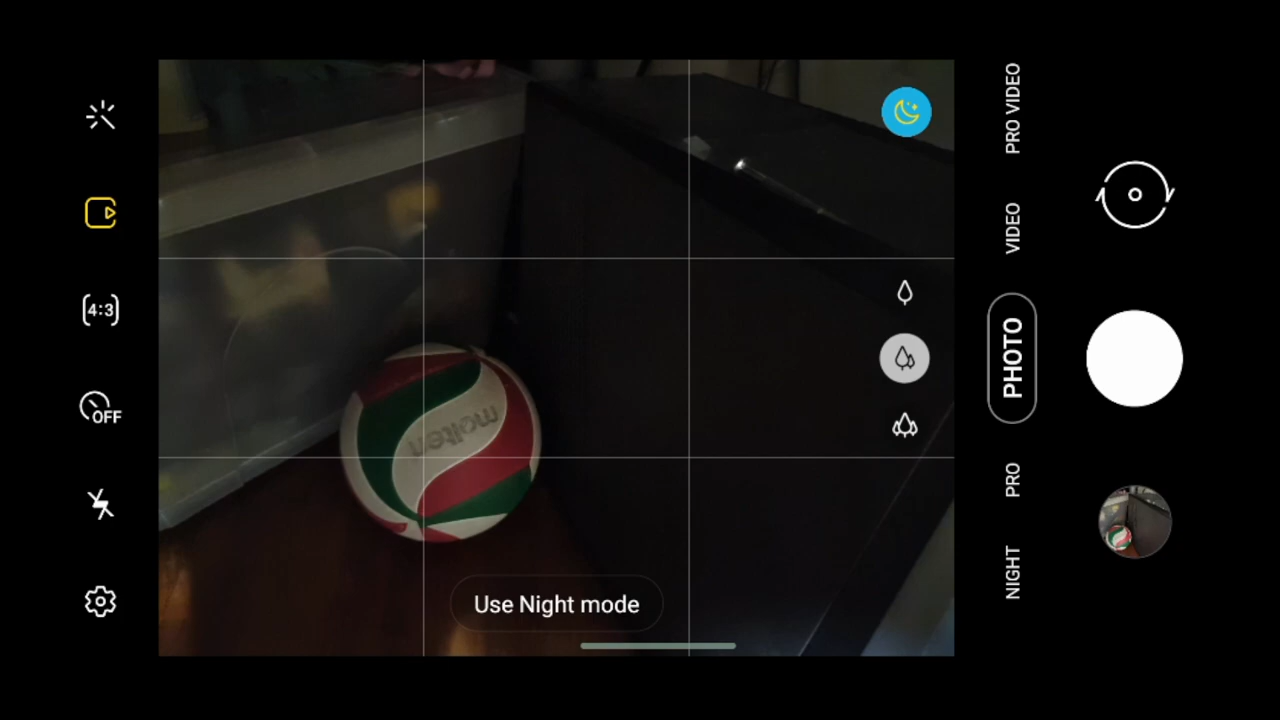 4:3
OFF
molten
Use Night mode
PRO VIDEO
VIDEO
PHOTO
PRO
NIGHT